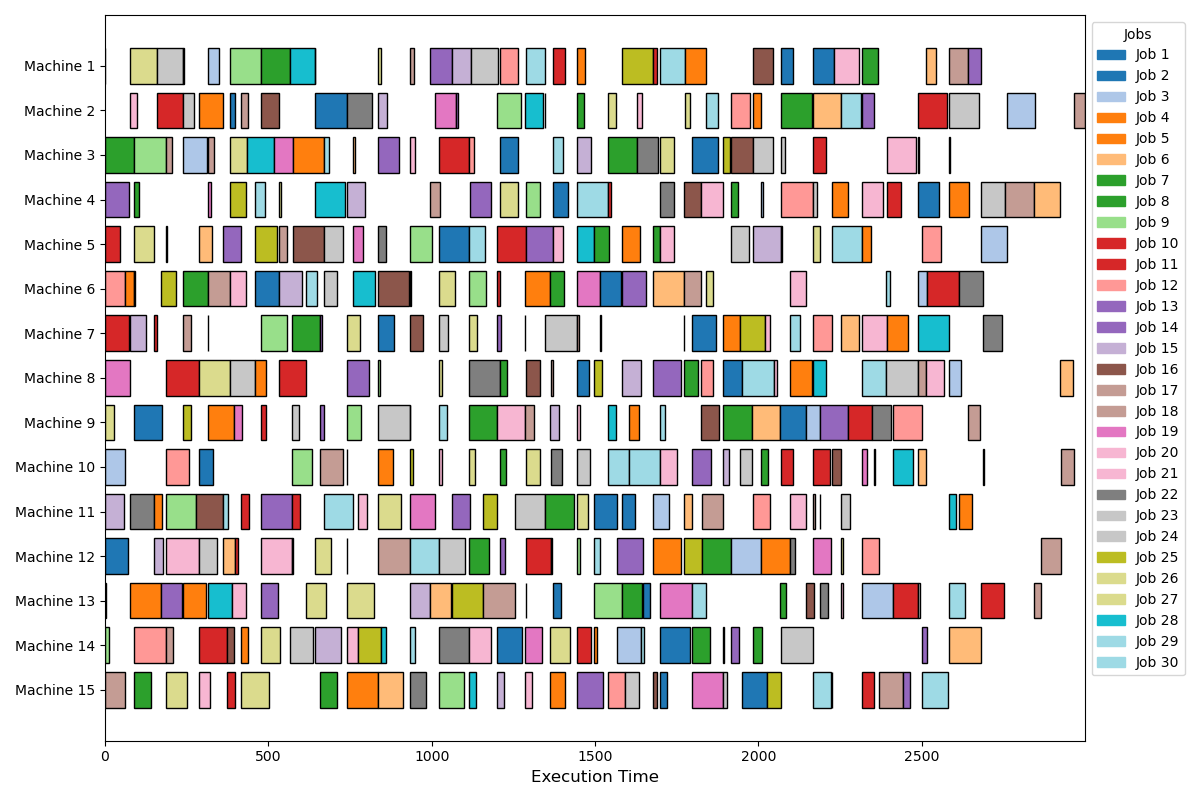 Machine 1
Machine 2
Machine 3
Machine 4
Machine 5
Machine 6
Machine 7
Machine 8
Machine 9
Machine 10
Machine 11
Machine 12
Machine 13
Machine 14
Machine 15
0 500 1000 1500 2000 2500
Execution Time
Jobs
Job 1
Job 2
Job 3
Job 4
Job 5
Job 6
Job 7
Job 8
Job 9
Job 10
Job 11
Job 12
Job 13
Job 14
Job 15
Job 16
Job 17
Job 18
Job 19
Job 20
Job 21
Job 22
Job 23
Job 24
Job 25
Job 26
Job 27
Job 28
Job 29
Job 30